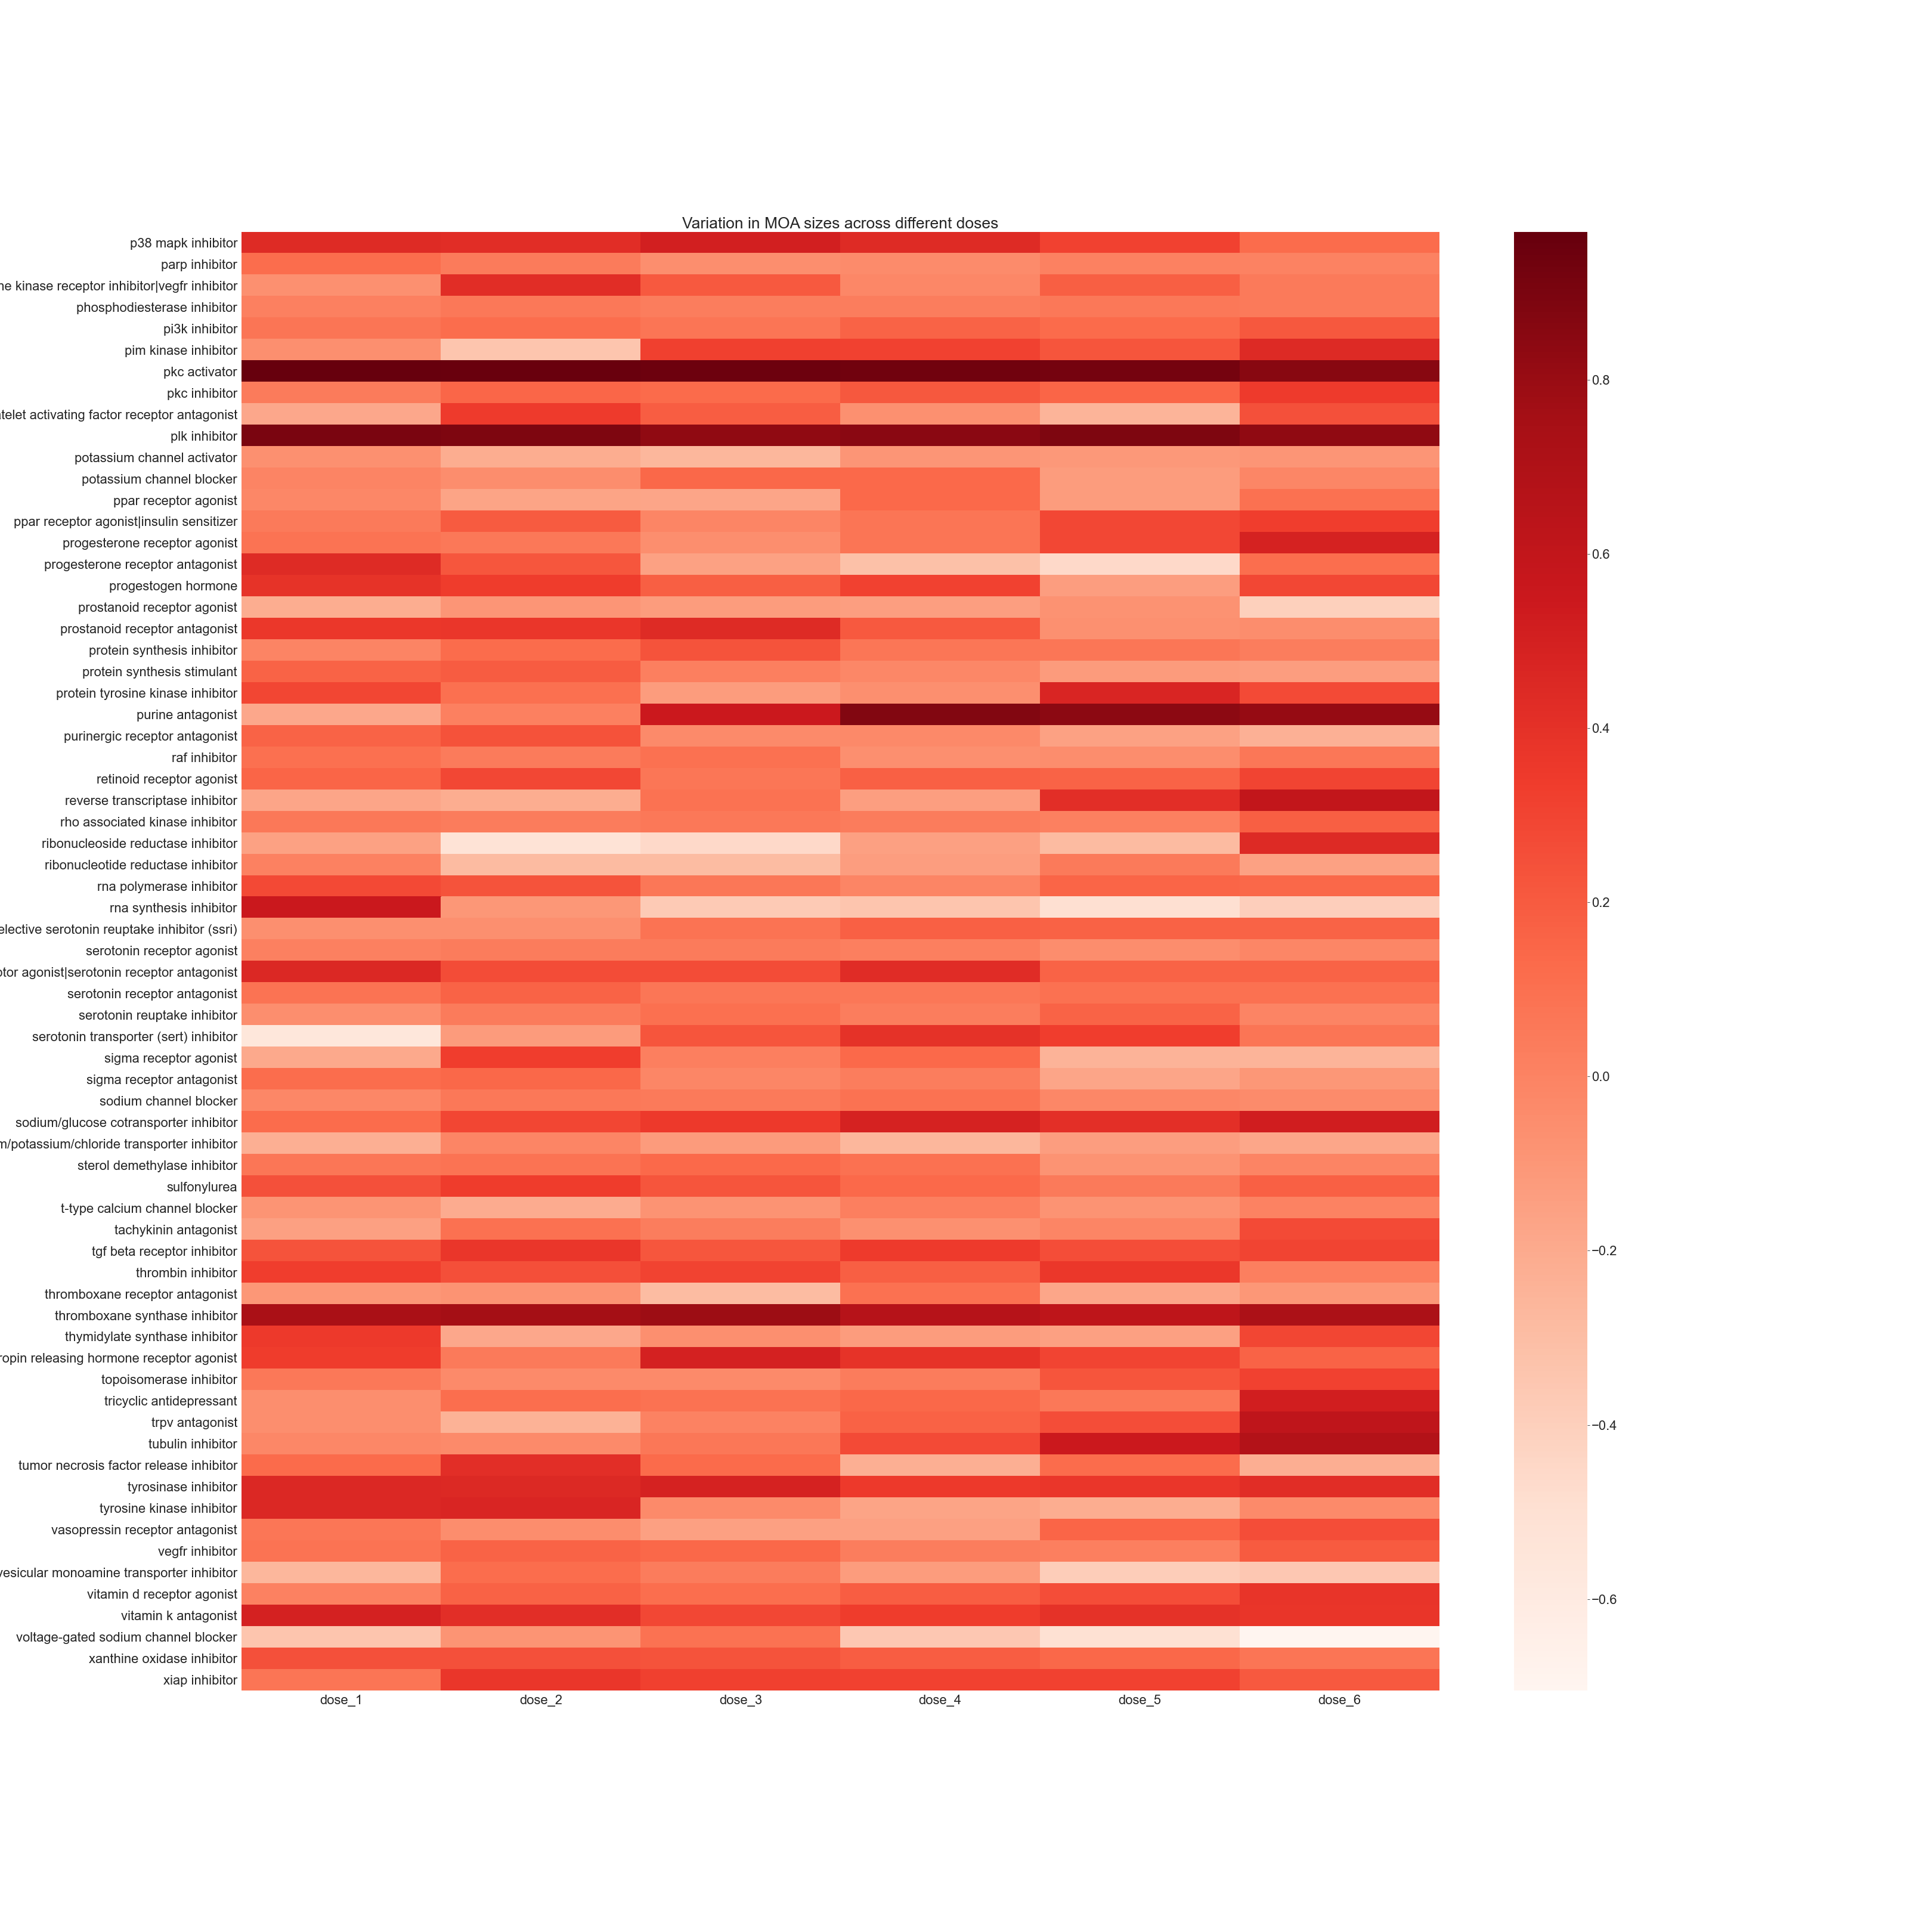 Variation in MOA sizes across different doses
p38 mapk inhibitor
parp inhibitor
kinase receptor inhibitor|vegfr inhibitor
phosphodiesterase inhibitor
pi3k inhibitor
pim kinase inhibitor
pkc activator
pkc inhibitor
activating factor receptor antagonist
plk inhibitor
potassium channel activator
potassium channel blocker
ppar receptor agonist
ppar receptor agonist|insulin sensitizer
progesterone receptor agonist
progesterone receptor antagonist
progestogen hormone
prostanoid receptor agonist
prostanoid receptor antagonist
protein synthesis inhibitor
protein synthesis stimulant
protein tyrosine kinase inhibitor
purine antagonist
purinergic receptor antagonist
raf inhibitor
retinoid receptor agonist
reverse transcriptase inhibitor
rho associated kinase inhibitor
ribonucleoside reductase inhibitor
ribonucleotide reductase inhibitor
rna polymerase inhibitor
rna synthesis inhibitor
elective serotonin reuptake inhibitor (ssri)
serotonin receptor agonist
agonist|serotonin receptor antagonist
serotonin receptor antagonist
serotonin reuptake inhibitor
serotonin transporter (sert) inhibitor
sigma receptor agonist
sigma receptor antagonist
sodium channel blocker
sodium/glucose cotransporter inhibitor
/potassium/chloride transporter inhibitor
sterol demethylase inhibitor
sulfonylurea
t-type calcium channel blocker
tachykinin antagonist
tgf beta receptor inhibitor
thrombin inhibitor
thromboxane receptor antagonist
thromboxane synthase inhibitor
thymidylate synthase inhibitor
ropin releasing hormone receptor agonist
topoisomerase inhibitor
tricyclic antidepressant
trpv antagonist
tubulin inhibitor
tumor necrosis factor release inhibitor
tyrosinase inhibitor
tyrosine kinase inhibitor
vasopressin receptor antagonist
vegfr inhibitor
vesicular monoamine transporter inhibitor
vitamin d receptor agonist
vitamin k antagonist
voltage-gated sodium channel blocker
xanthine oxidase inhibitor
xiap inhibitor
dose_1 dose_2 dose_3 dose_4 dose_5 dose_6
0.8
0.6
0.4
0.2
0.0
−0.2
−0.4
−0.6